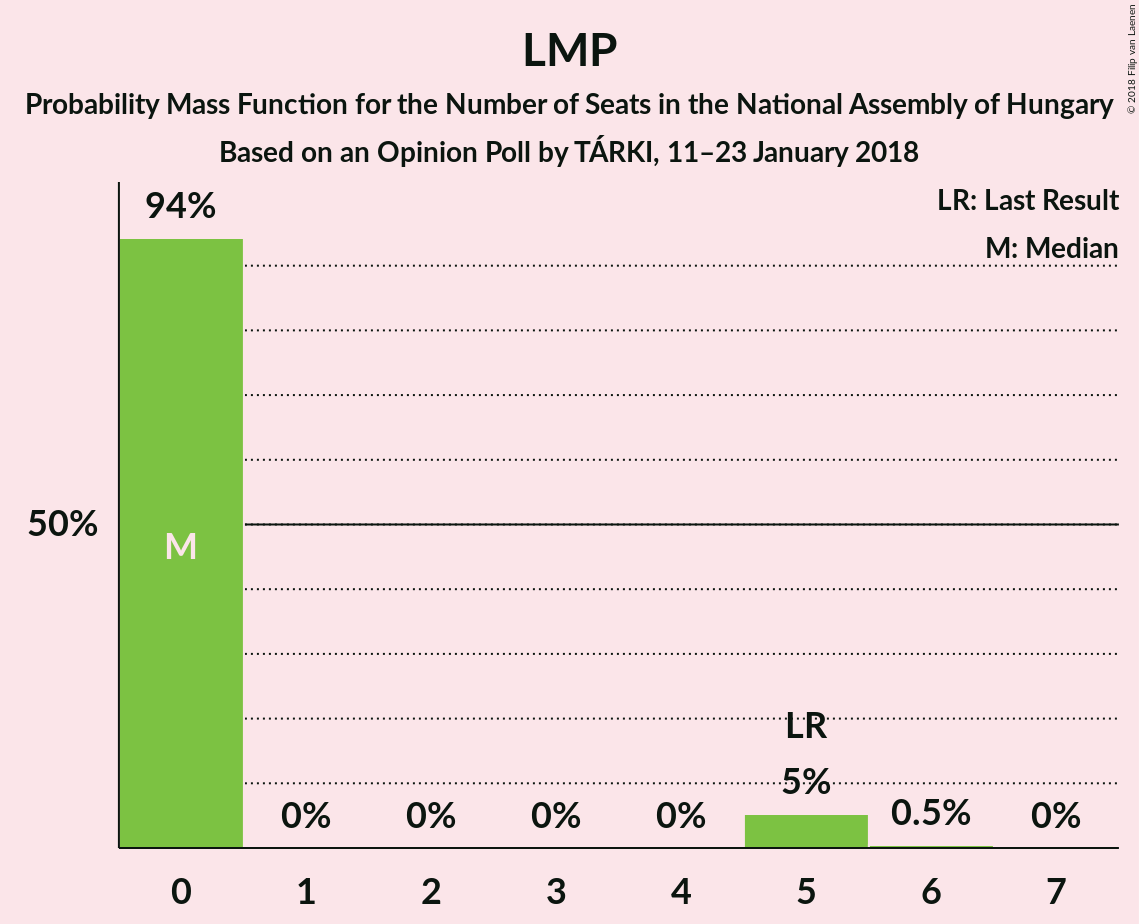 LMP
Probability Mass Function for the Number of Seats in the National Assembly of Hungary
Based on an Opinion Poll by TÁRKI, 11–23 January 2018
© 2018 Filip van Laenen
LR: Last Result
M: Median
94%
50%
M
LR
5%
0%
0%
0%
0%
0.5%
0%
0
1
2
3
4
5
6
7